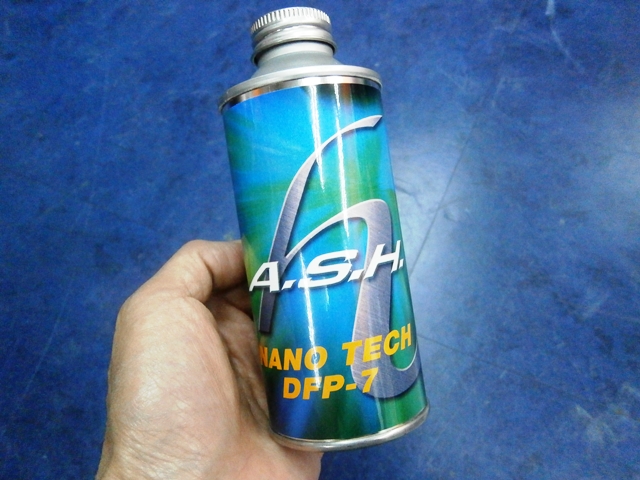 A.S.H.
NANO TECH
DFP-7